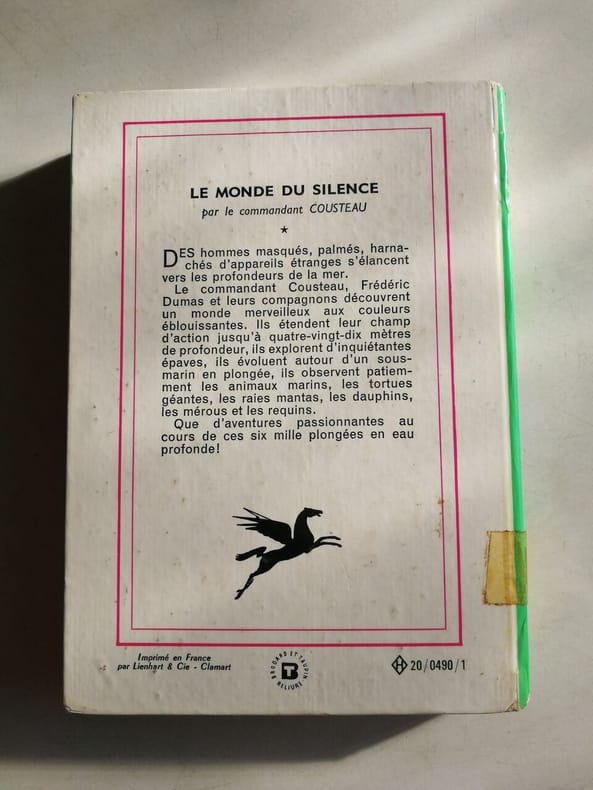 LE MONDE DU SILENCE
par le commandant COUSTEAU
★
DES hommes masqués, palmés, harna-
chés d'appareils étranges s'élancent
vers les profondeurs de la mer.
Le commandant Cousteau, Frédéric
Dumas et leurs compagnons découvrent
un monde merveilleux aux couleurs
éblouissantes. Ils étendent leur champ
d'action jusqu'à quatre-vingt-dix mètres
de profondeur, ils explorent d'inquiétantes
épaves, ils évoluent autour d'un sous-
marin en plongée, ils observent patiem-
ment les animaux marins, les tortues
géantes, les raies mantas, les dauphins,
les mérous et les requins.
Que d'aventures passionnantes au
cours de ces six mille plongées en eau
profonde!
Imprimé en France
par Lienhart & Cie - Clamart
BRODARD ET TAUPIN
BT
RELIURE
H 20/0490/1